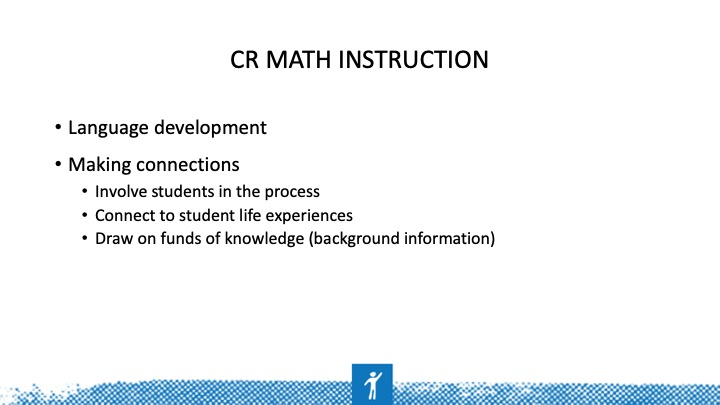 CR MATH INSTRUCTION
• Language development
• Making connections
• Involve students in the process
• Connect to student life experiences
• Draw on funds of knowledge (background information)